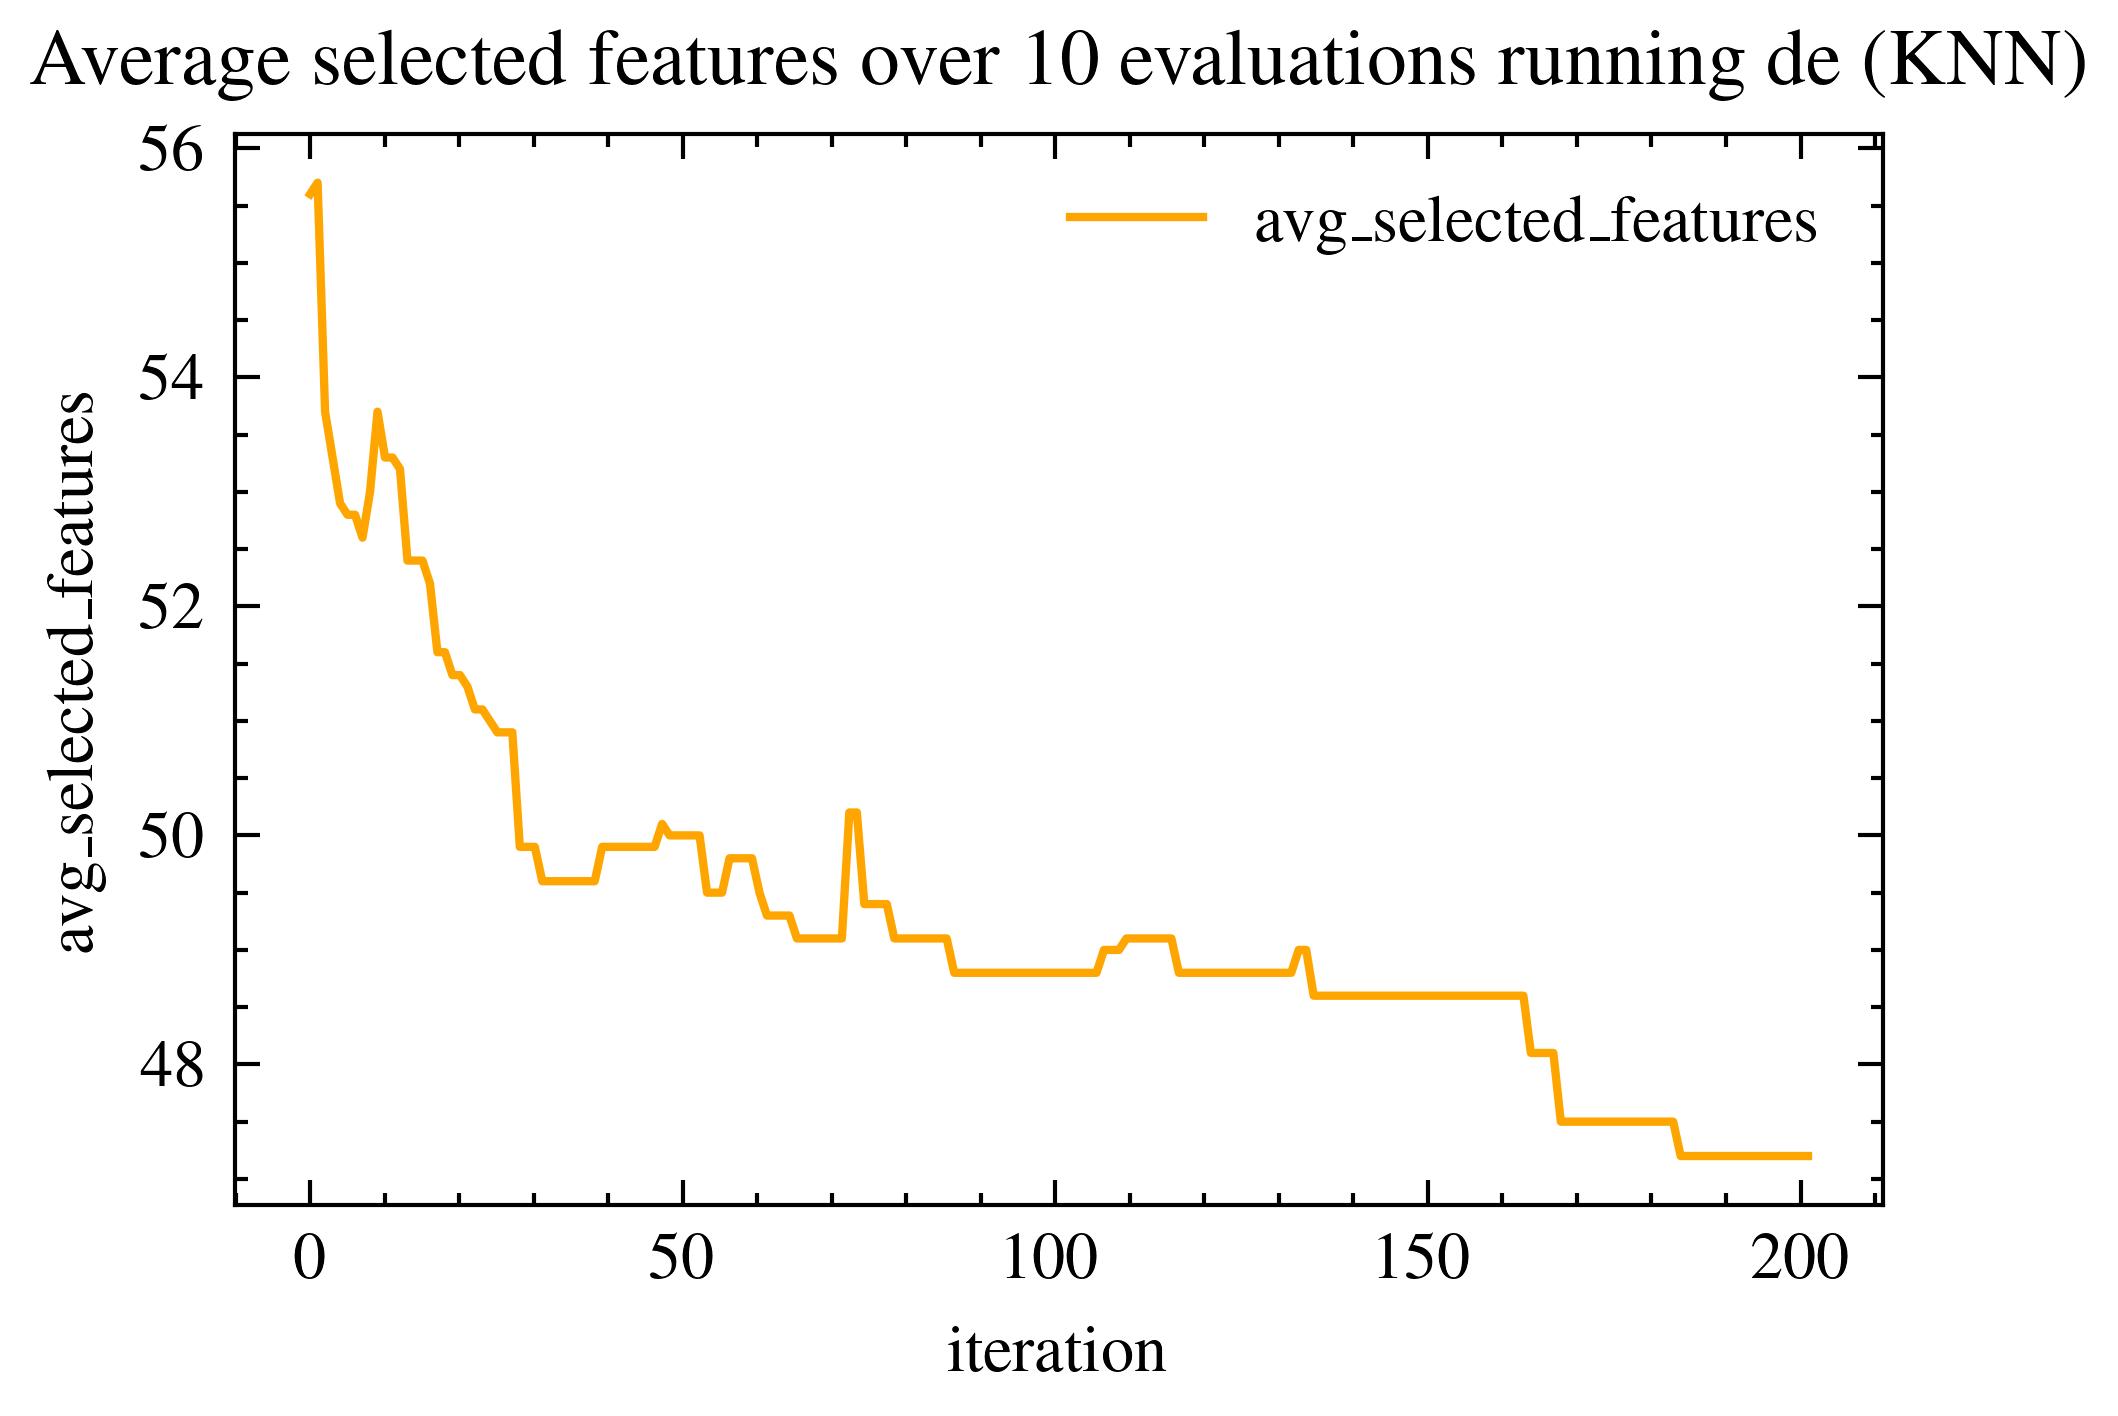 Average selected features over 10 evaluations running de (KNN)
avg_selected_features
56
54
52
50
48
avg_selected_features
0 50 100 150 200
iteration